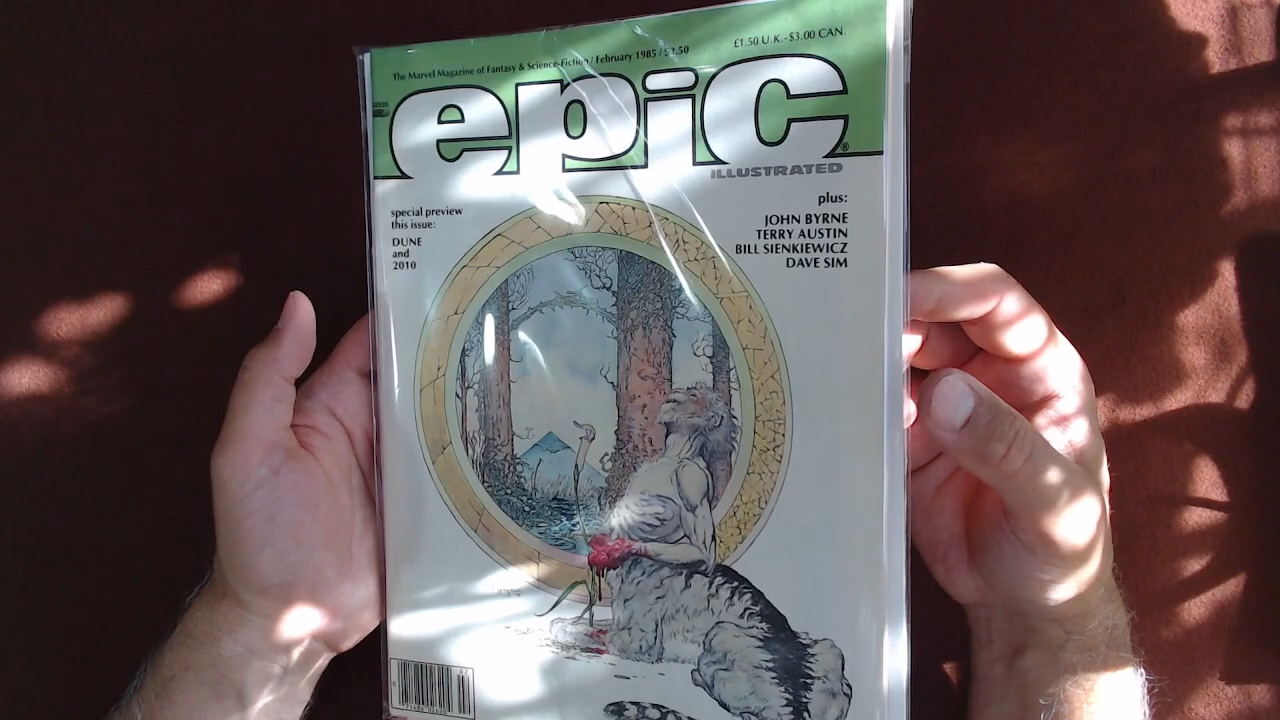 The Marvel Magazine of Fantasy & Science-Fiction / February 1985 / $2.50
£1.50 U.K.-$3.00 CAN.
epic®
ILLUSTRATED
special preview
this issue:
DUNE
and
2010
plus:
JOHN BYRNE
TERRY AUSTIN
BILL SIENKIEWICZ
DAVE SIM